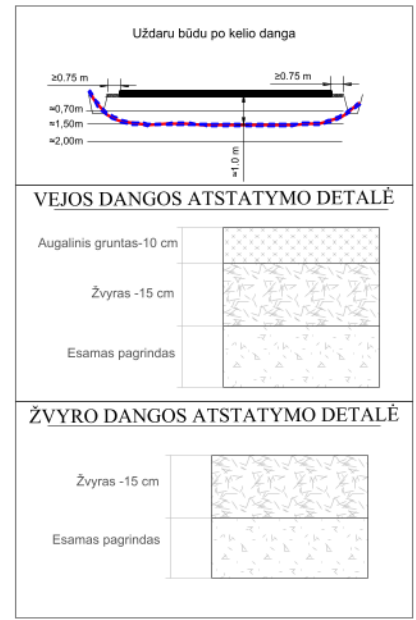 Uždaru būdu po kelio danga
≥0.75 m
≥0.75 m
≈0,70m
≈1,50m
≈2,00m
≈1.0 m
VEJOS DANGOS ATSTATYMO DETALĖ
Augalinis gruntas-10 cm
Žvyras -15 cm
Esamas pagrindas
ŽVYRO DANGOS ATSTATYMO DETALĖ
Žvyras -15 cm
Esamas pagrindas